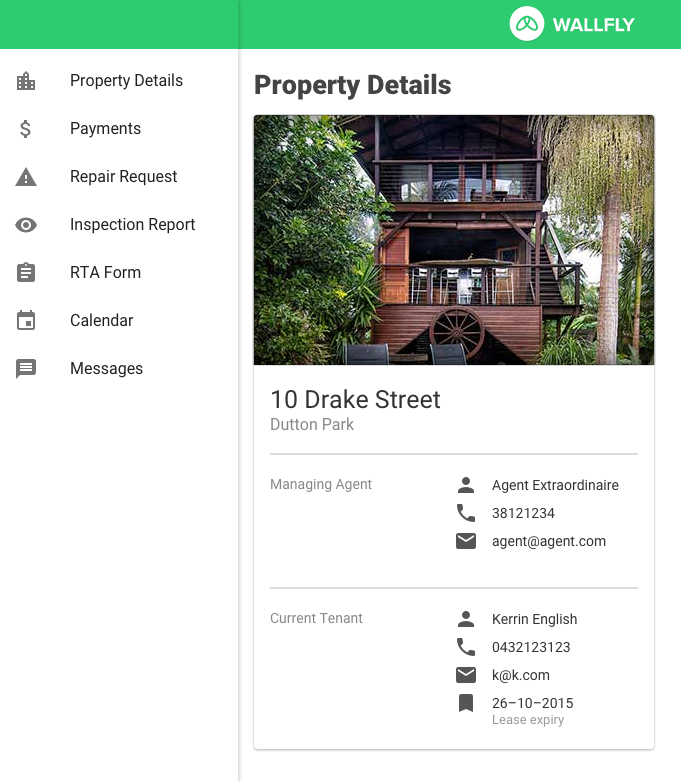 WALLFLY
Property Details
Payments
Repair Request
Inspection Report
RTA Form
Calendar
Messages
Property Details
10 Drake Street
Dutton Park
Managing Agent
Agent Extraordinaire
38121234
agent@agent.com
Current Tenant
Kerrin English
0432123123
k@k.com
26–10–2015
Lease expiry